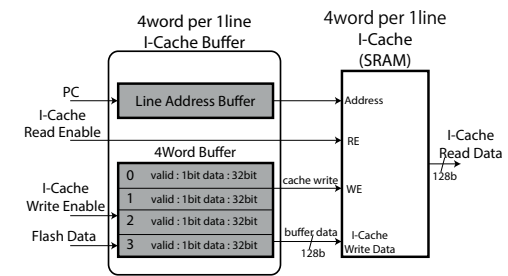 4word per 1line
I-Cache Buffer
4word per 1line
I-Cache
(SRAM)
PC
Line Address Buffer
Address
I-Cache
Read Enable
RE
I-Cache
Read Data
128b
4Word Buffer
0 valid : 1bit data : 32bit
1 valid : 1bit data : 32bit
2 valid : 1bit data : 32bit
3 valid : 1bit data : 32bit
cache write
WE
I-Cache
Write Enable
Flash Data
buffer data
128b
I-Cache
Write Data